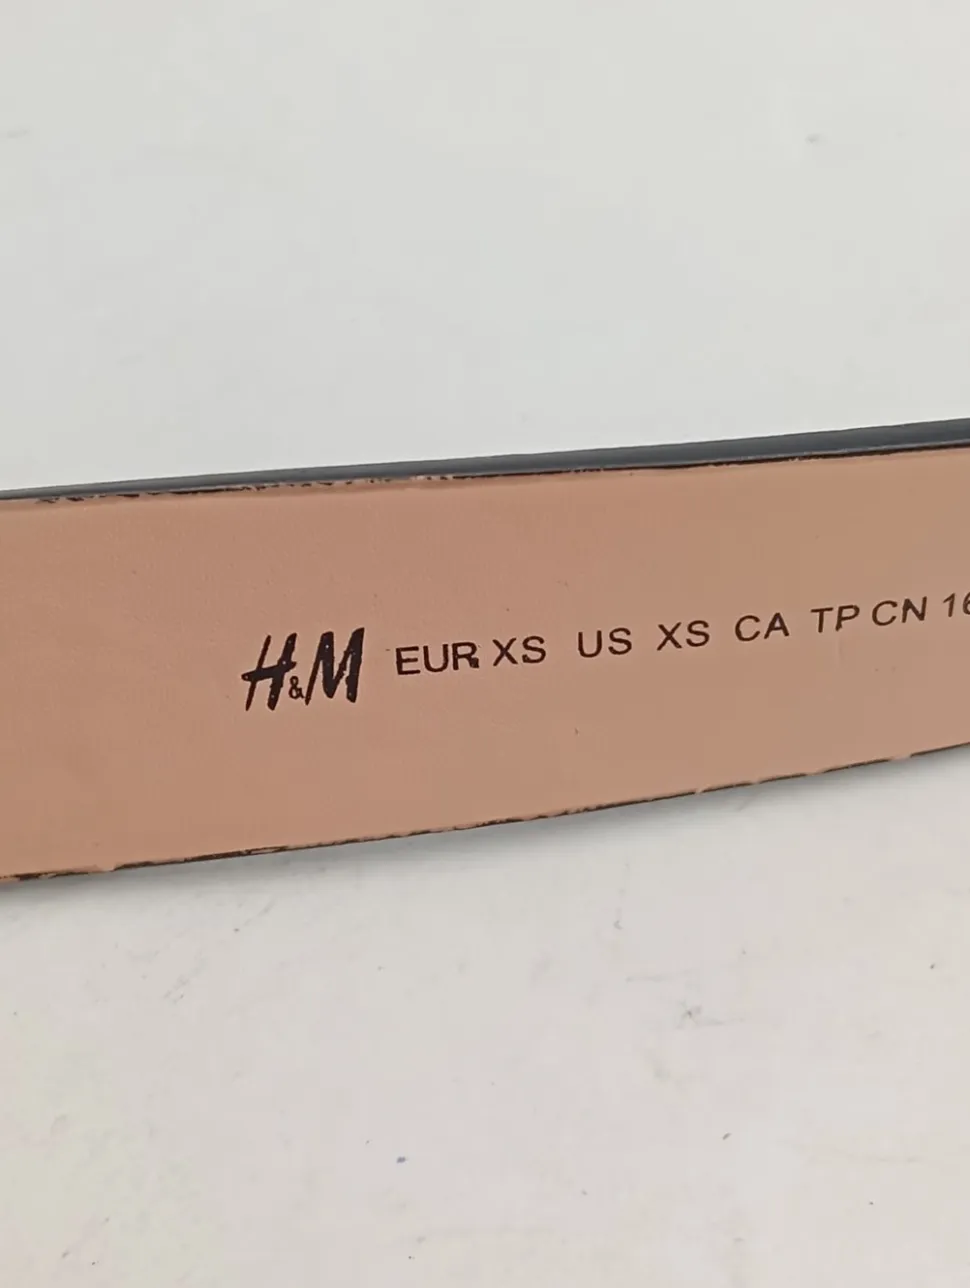 H&M EUR XS US XS CA TP CN 16